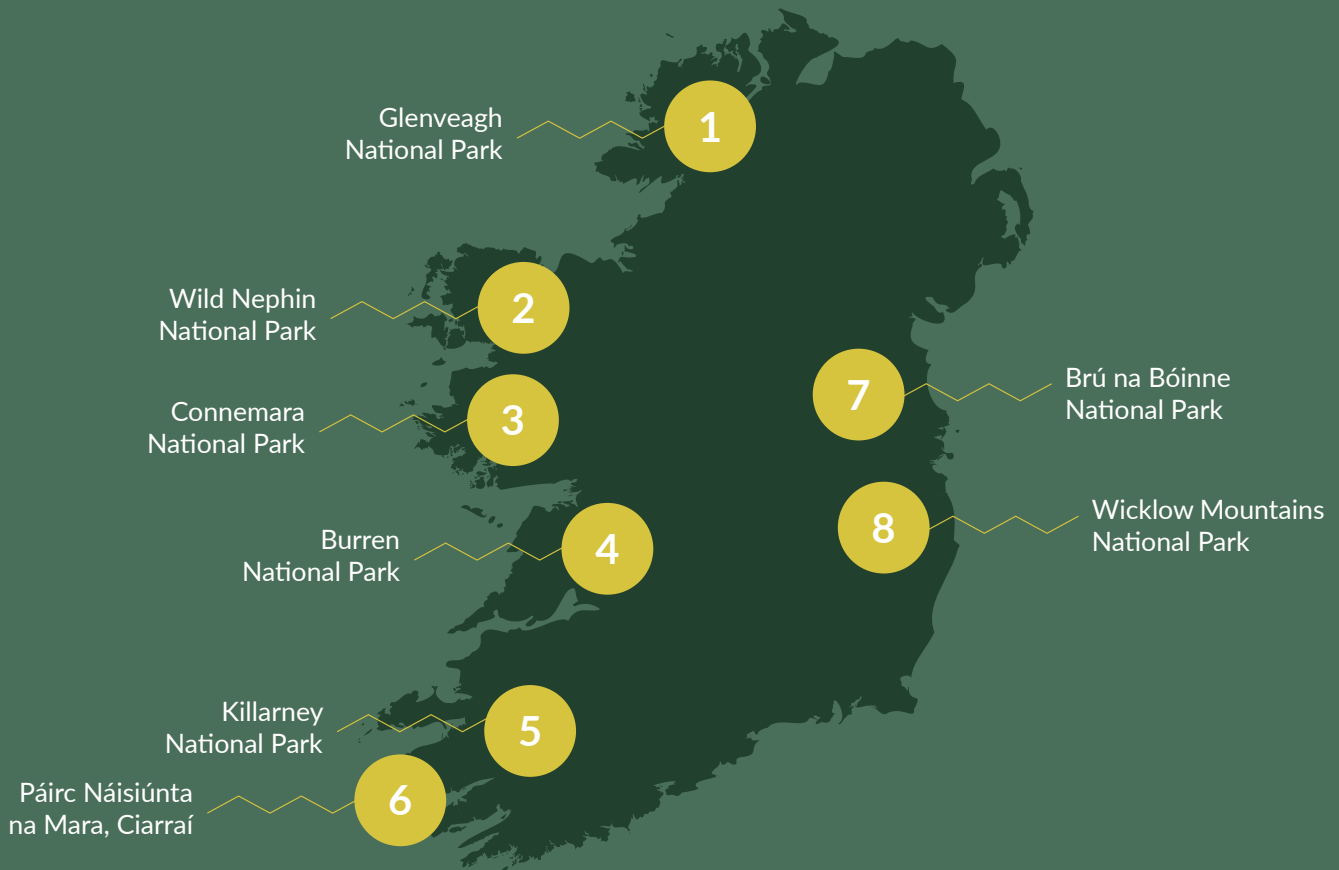 Glenveagh
National Park
1
Wild Nephin
National Park
2
Connemara
National Park
3
Burren
National Park
4
Killarney
National Park
5
Páirc Náisiúnta
na Mara, Ciarraí
6
7
Brú na Bóinne
National Park
8
Wicklow Mountains
National Park